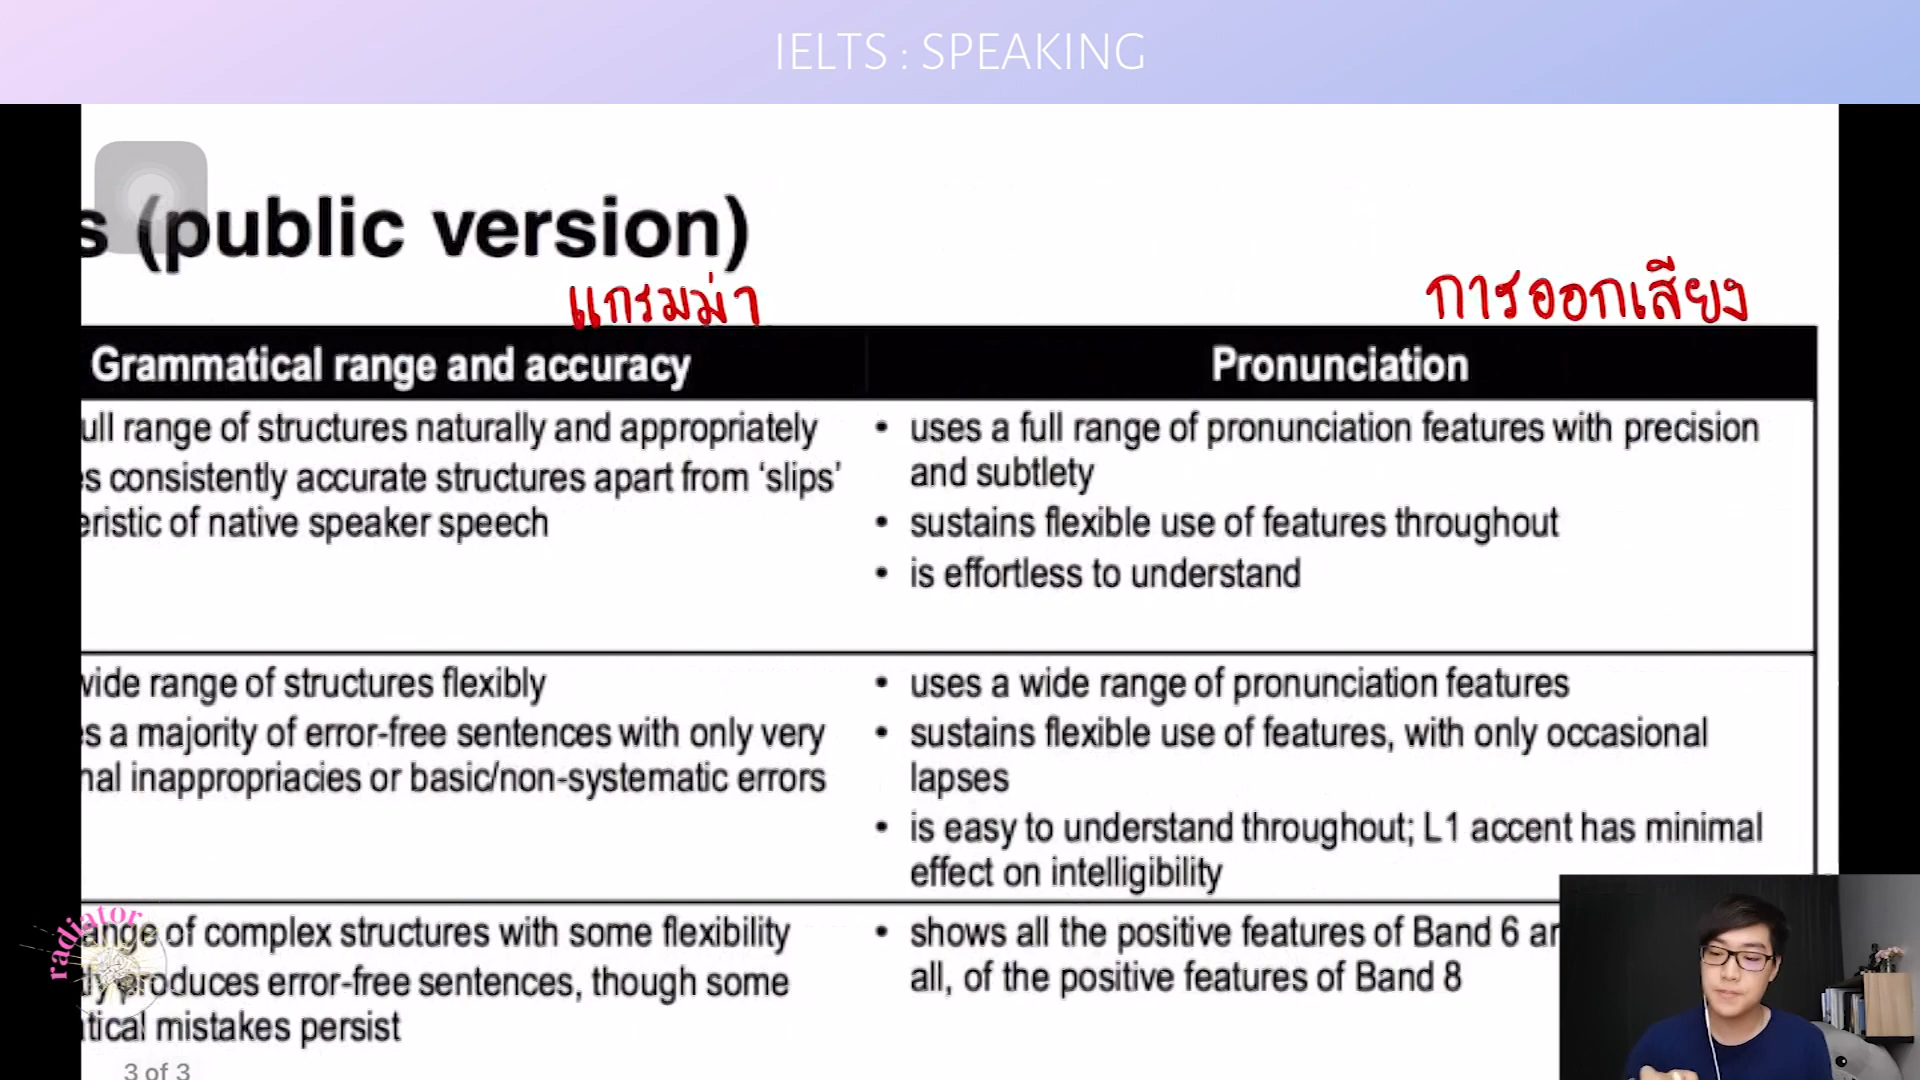 IELTS : SPEAKING
s (public version)
แกรมม่า
การออกเสียง
Grammatical range and accuracy
Pronunciation
ull range of structures naturally and appropriately
es consistently accurate structures apart from ‘slips’
eristic of native speaker speech
• uses a full range of pronunciation features with precision
and subtlety
• sustains flexible use of features throughout
• is effortless to understand
wide range of structures flexibly
es a majority of error-free sentences with only very
nal inappropriacies or basic/non-systematic errors
• uses a wide range of pronunciation features
• sustains flexible use of features, with only occasional
lapses
• is easy to understand throughout; L1 accent has minimal
effect on intelligibility
ange of complex structures with some flexibility
ly produces error-free sentences, though some
atical mistakes persist
• shows all the positive features of Band 6 an
all, of the positive features of Band 8
radiator
3 of 3